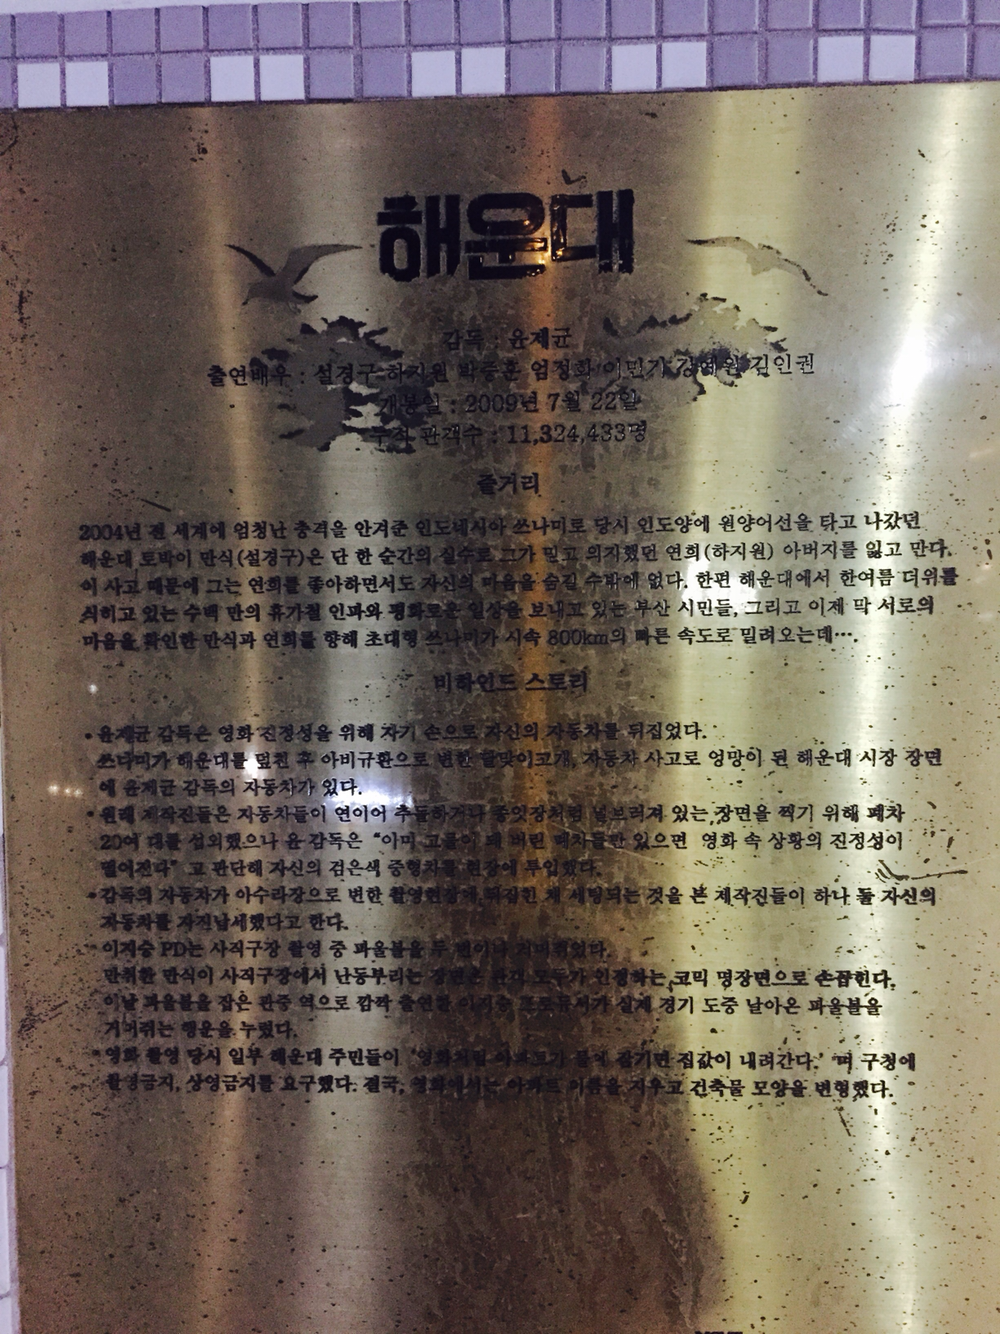 해운대
감독 : 윤제균
출연배우 : 설경구 하지원 박중훈 엄정화 이민기 강예원 김인권
개봉일 : 2009년 7월 22일
누적 관객수 : 11,324,433명
줄거리
2004년 전 세계에 엄청난 충격을 안겨준 인도네시아 쓰나미로 당시 인도양에 원양어선을 타고 나갔던
해운대 토박이 만식(설경구)은 단 한 순간의 실수로 그가 믿고 의지했던 연희(하지원) 아버지를 잃고 만다.
이 사고 때문에 그는 연희를 좋아하면서도 자신의 마음을 숨길 수밖에 없다. 한편 해운대에서 한여름 더위를
식히고 있는 수백 만의 휴가철 인파와 평화로운 일상을 보내고 있는 부산 시민들, 그리고 이제 막 서로의
마음을 확인한 만식과 연희를 향해 초대형 쓰나미가 시속 800km의 빠른 속도로 밀려오는데….
비하인드 스토리
• 윤제균 감독은 영화 진정성을 위해 자기 손으로 자신의 자동차를 뒤집었다.
쓰나미가 해운대를 덮친 후 아비규환으로 변한 달맞이고개, 자동차 사고로 엉망이 된 해운대 시장 장면
에 윤제균 감독의 자동차가 있다.
• 원래 제작진들은 자동차들이 연이어 추돌하거나 종잇장처럼 널브러져 있는 장면을 찍기 위해 폐차
20여 대를 섭외했으나 윤 감독은 "이미 고물이 돼 버린 폐차들만 있으면 영화 속 상황의 진정성이
떨어진다" 고 판단해 자신의 검은색 중형차를 현장에 투입했다.
• 감독의 자동차가 아수라장으로 변한 촬영현장에 뒤집힌 채 세팅되는 것을 본 제작진들이 하나 둘 자신의
자동차를 자진납세했다고 한다.
• 이지승 PD는 사직구장 촬영 중 파울볼을 두 번이나 거머쥐었다.
만취한 만식이 사직구장에서 난동부리는 장면은 관객 모두가 인정하는 코믹 명장면으로 손꼽힌다.
이날 파울볼을 잡은 관중 역으로 깜짝 출연한 이지승 프로듀서가 실제 경기 도중 날아온 파울볼을
거머쥐는 행운을 누렸다.
• 영화 촬영 당시 일부 해운대 주민들이 '영화처럼 아파트가 물에 잠기면 집값이 내려간다.' 며 구청에
촬영금지, 상영금지를 요구했다. 결국, 영화에서는 아파트 이름을 지우고 건축물 모양을 변형했다.